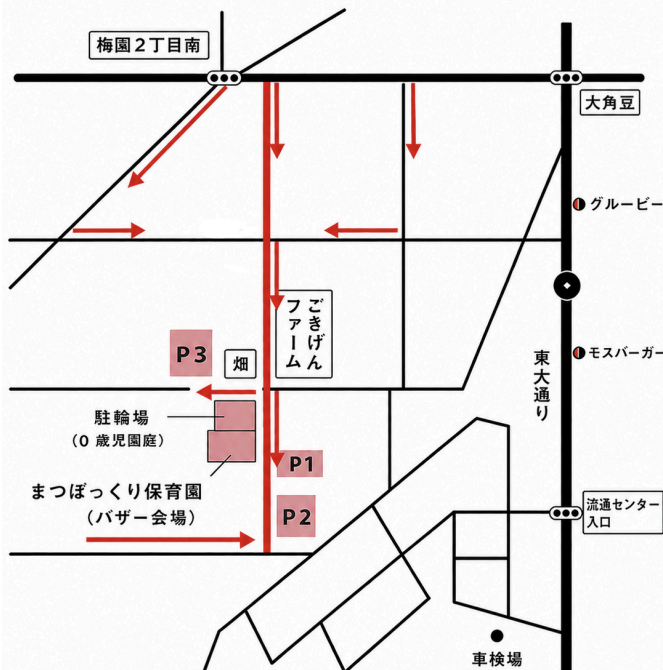 梅園2丁目南
大角豆
グルービー
ごきげん
ファーム
P3
畑
モスバーガー
東大通り
駐輪場
(0 歳児園庭)
P1
まつぼっくり保育園
(バザー会場)
P2
流通センター
入口
車検場